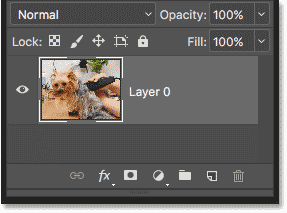 Normal Opacity: 100%
Lock: Fill: 100%
Layer 0
fx